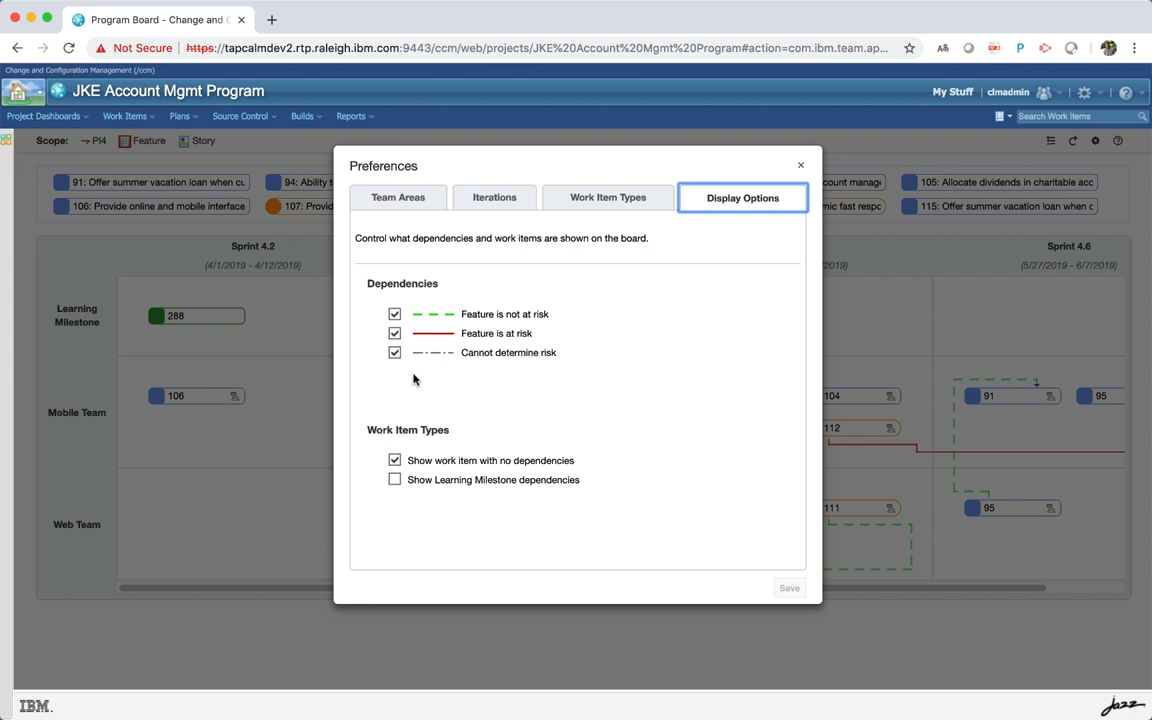 Program Board - Change and C
Not Secure
https://tapcalmdev2.rtp.raleigh.ibm.com:9443/ccm/web/projects/JKE%20Account%20Mgmt%20Program#action=com.ibm.team.ap...
Change and Configuration Management (/ccm)
JKE Account Mgmt Program
My Stuff | clmadmin
Project Dashboards Work Items Plans Source Control Builds Reports
Search Work Items
Scope: PI4 Feature Story
91: Offer summer vacation loan when cu
94: Ability t
count manag
105: Allocate dividends in charitable acc
106: Provide online and mobile interface
107: Provid
mic fast respo
115: Offer summer vacation loan when c
Sprint 4.2
(4/1/2019 - 4/12/2019)
2019)
Sprint 4.6
(5/27/2019 - 6/7/2019)
Learning
Milestone
288
Mobile Team
106
104
112
91
95
Web Team
111
95
Preferences
×
Team Areas
Iterations
Work Item Types
Display Options
Control what dependencies and work items are shown on the board.
Dependencies
Feature is not at risk
Feature is at risk
Cannot determine risk
Work Item Types
Show work item with no dependencies
Show Learning Milestone dependencies
Save
IBM.
jazz